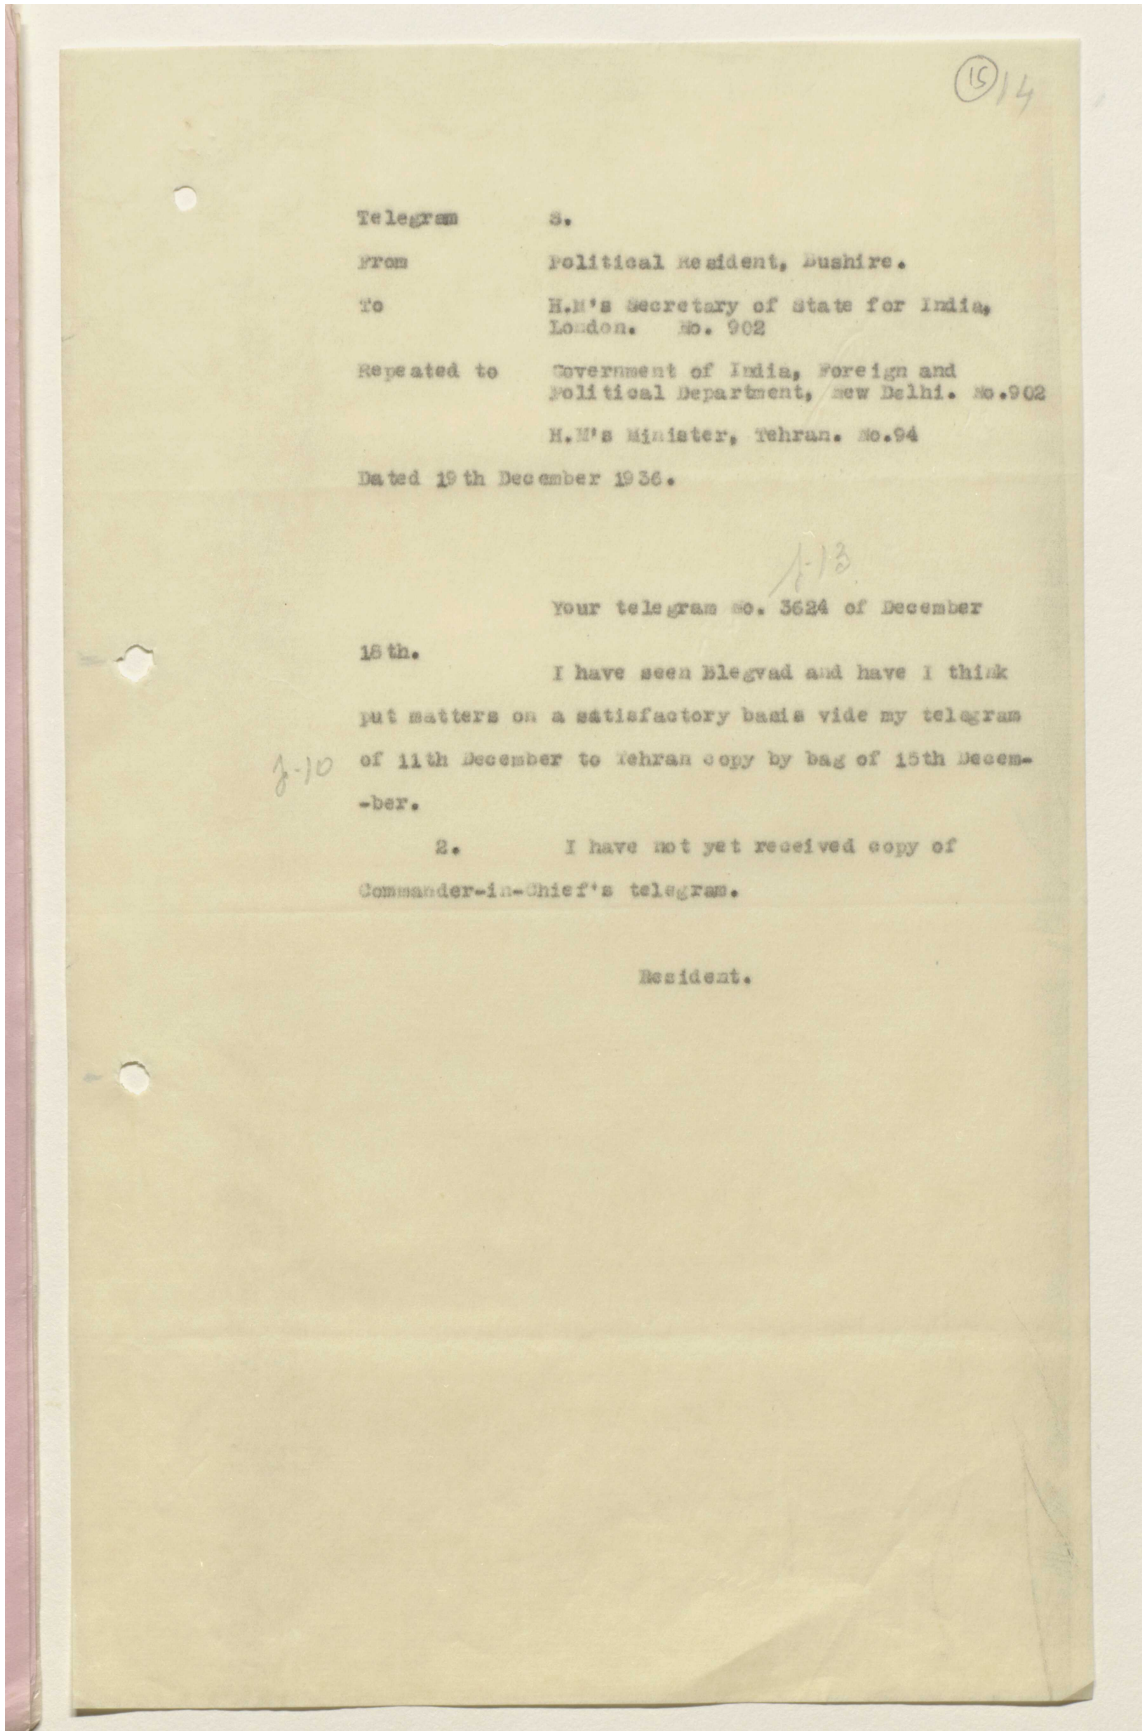 15 14
Telegram S.
From Political Resident, Bushire.
To H.M's Secretary of State for India,
London. No. 902
Repeated to Government of India, Foreign and
Political Department, New Delhi. No.902
H.M's Minister, Tehran. No.94
Dated 19th December 1936.
f-13
Your telegram No. 3624 of December
18th.
I have seen Blegvad and have I think
put matters on a satisfactory basis vide my telegram
f-10 of 11th December to Tehran copy by bag of 15th Decem-
-ber.
2. I have not yet received copy of
Commander-in-Chief's telegram.
Resident.